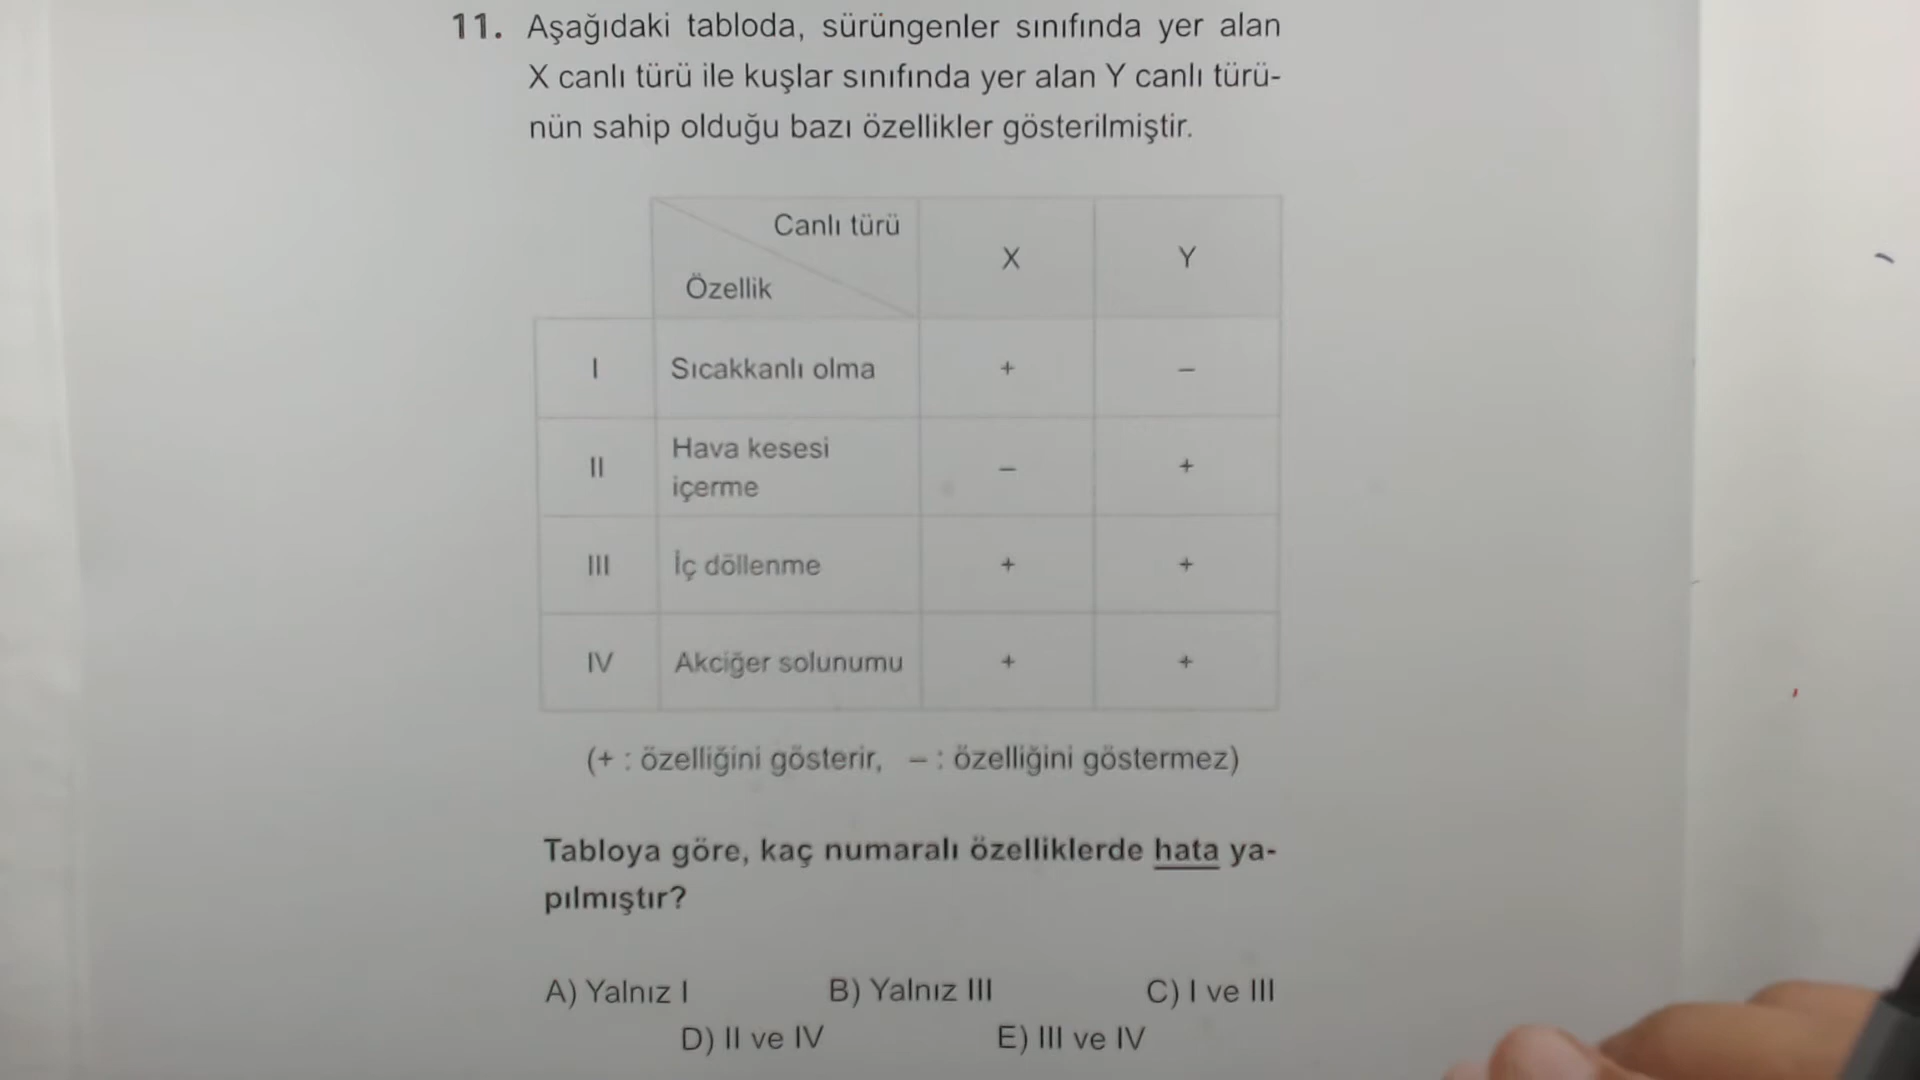 11. Aşağıdaki tabloda, sürüngenler sınıfında yer alan
X canlı türü ile kuşlar sınıfında yer alan Y canlı türü-
nün sahip olduğu bazı özellikler gösterilmiştir.
Canlı türü
Özellik
X
Y
I Sıcakkanlı olma + –
II Hava kesesi
içerme – +
III İç döllenme + +
IV Akciğer solunumu + +
(+ : özelliğini gösterir, – : özelliğini göstermez)
Tabloya göre, kaç numaralı özelliklerde hata ya-
pılmıştır?
A) Yalnız I B) Yalnız III C) I ve III
D) II ve IV E) III ve IV